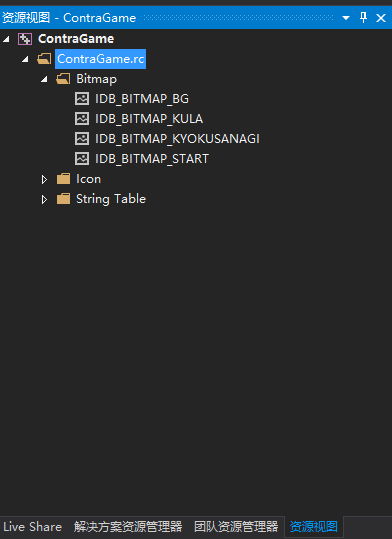 资源视图 - ContraGame
ContraGame
ContraGame.rc
Bitmap
IDB_BITMAP_BG
IDB_BITMAP_KULA
IDB_BITMAP_KYOKUSANAGI
IDB_BITMAP_START
Icon
String Table
Live Share 解决方案资源管理器 团队资源管理器 资源视图